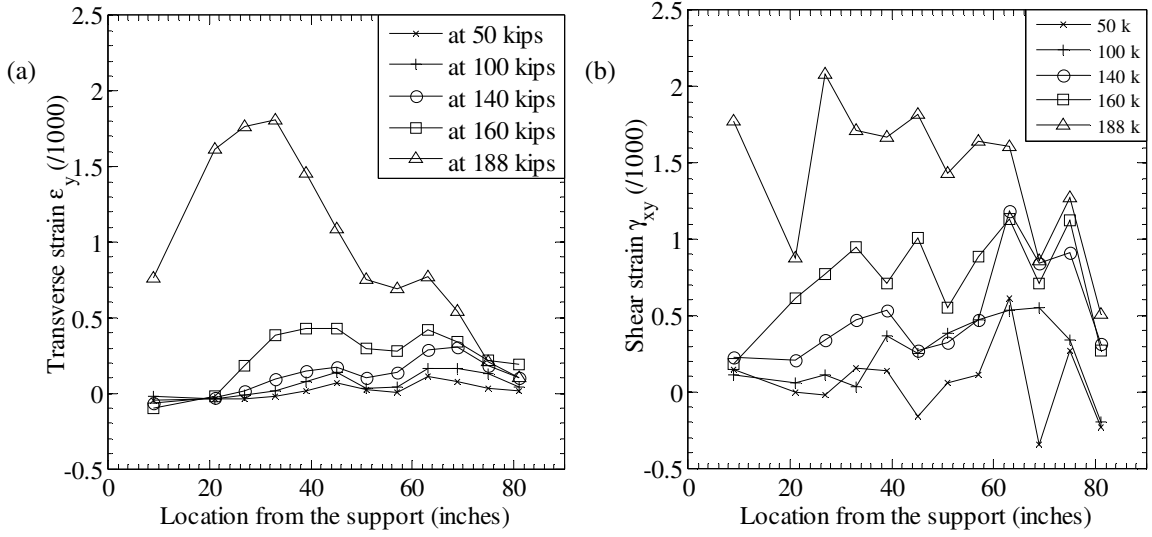 (a)
Transverse strain ε_y (/1000)
2.5
2
1.5
1
0.5
0
-0.5
0 20 40 60 80
Location from the support (inches)
at 50 kips
at 100 kips
at 140 kips
at 160 kips
at 188 kips
(b)
Shear strain γ_xy (/1000)
2.5
2
1.5
1
0.5
0
-0.5
0 20 40 60 80
Location from the support (inches)
50 k
100 k
140 k
160 k
188 k